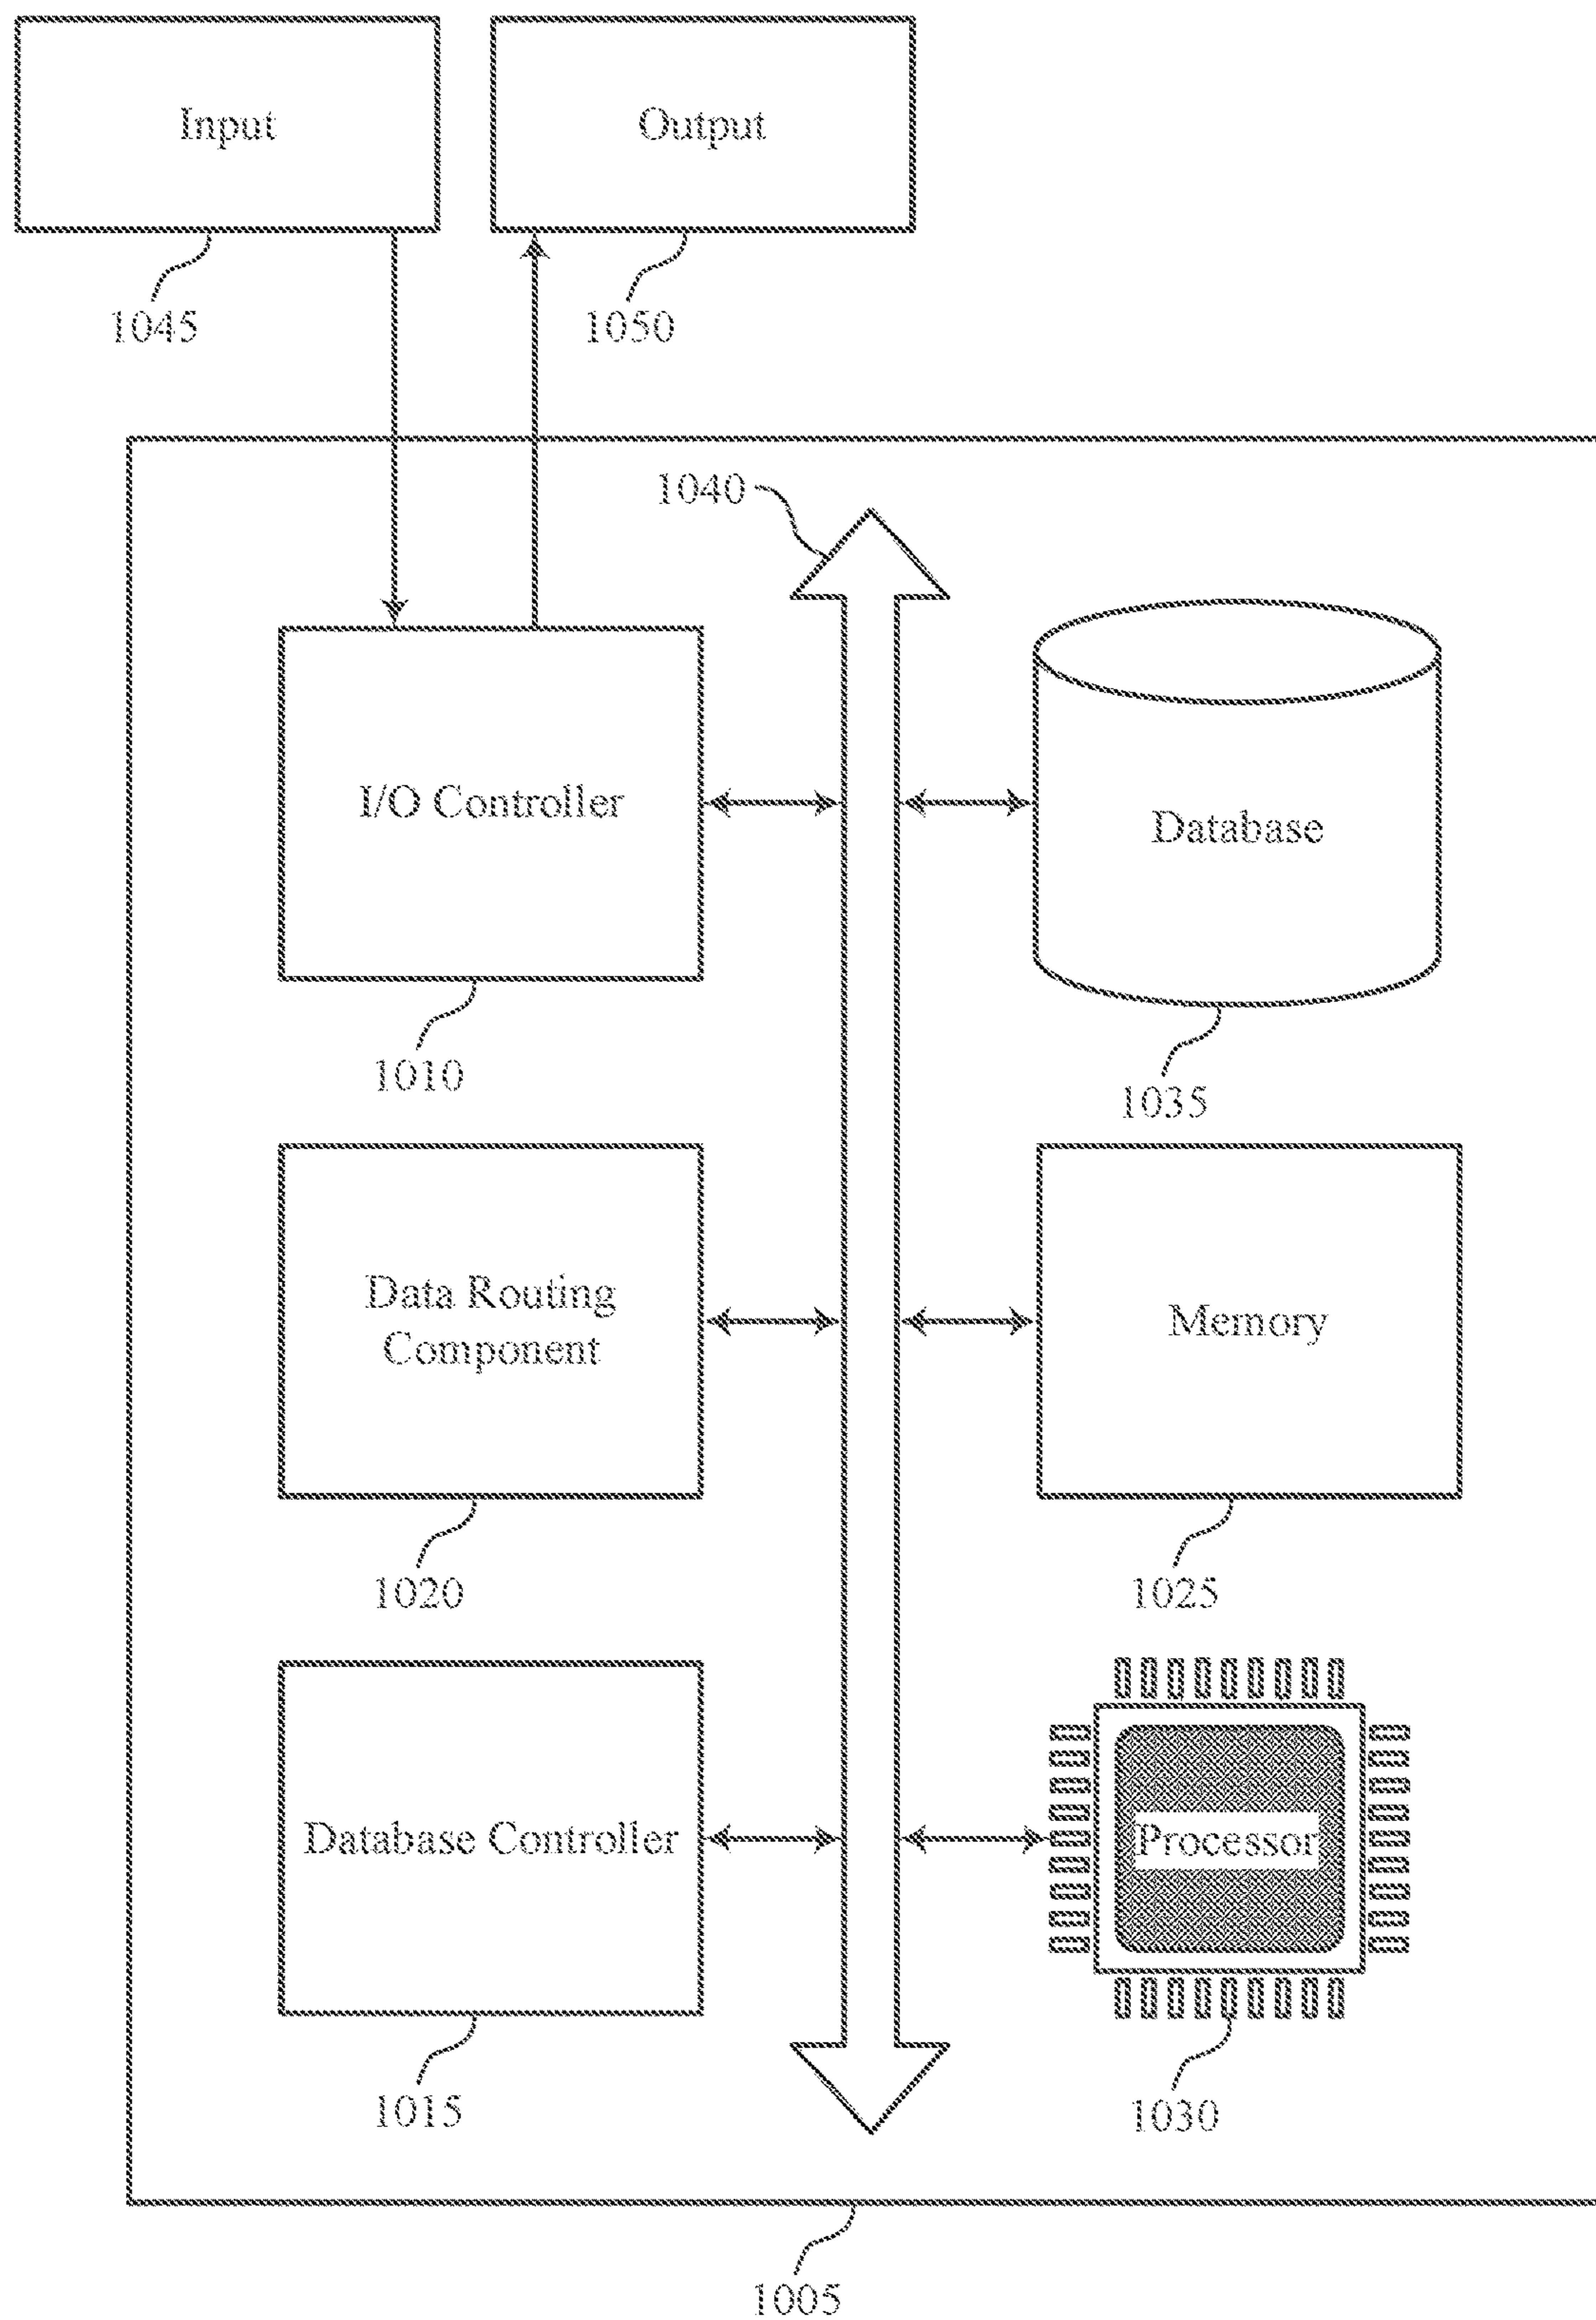 Input
Output
1045
1050
1040
I/O Controller
Database
1010
1035
Data Routing
Component
Memory
1020
1025
Database Controller
Processor
1015
1030
1005